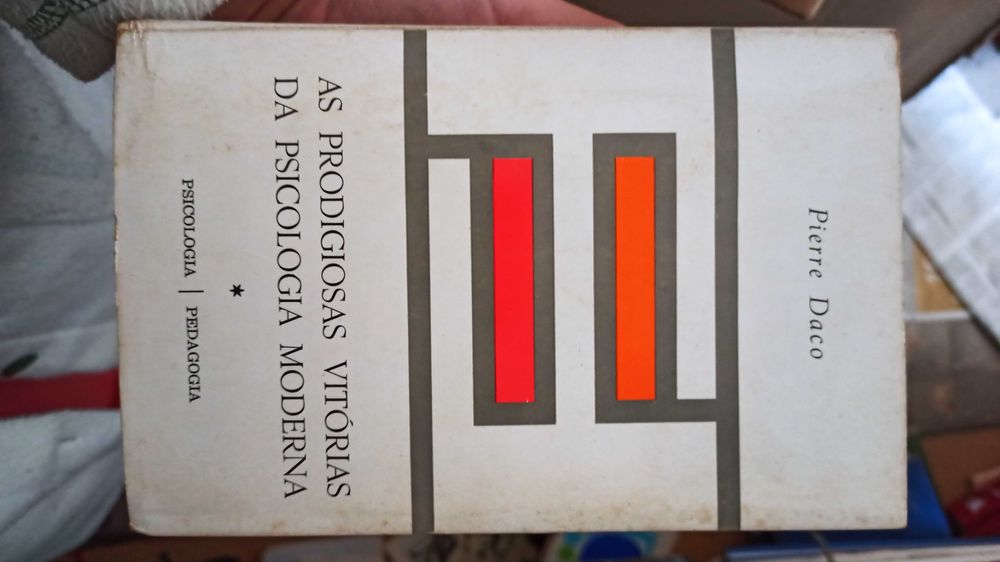 Pierre Daco
AS PRODIGIOSAS VITÓRIAS
DA PSICOLOGIA MODERNA
*
PSICOLOGIA | PEDAGOGIA